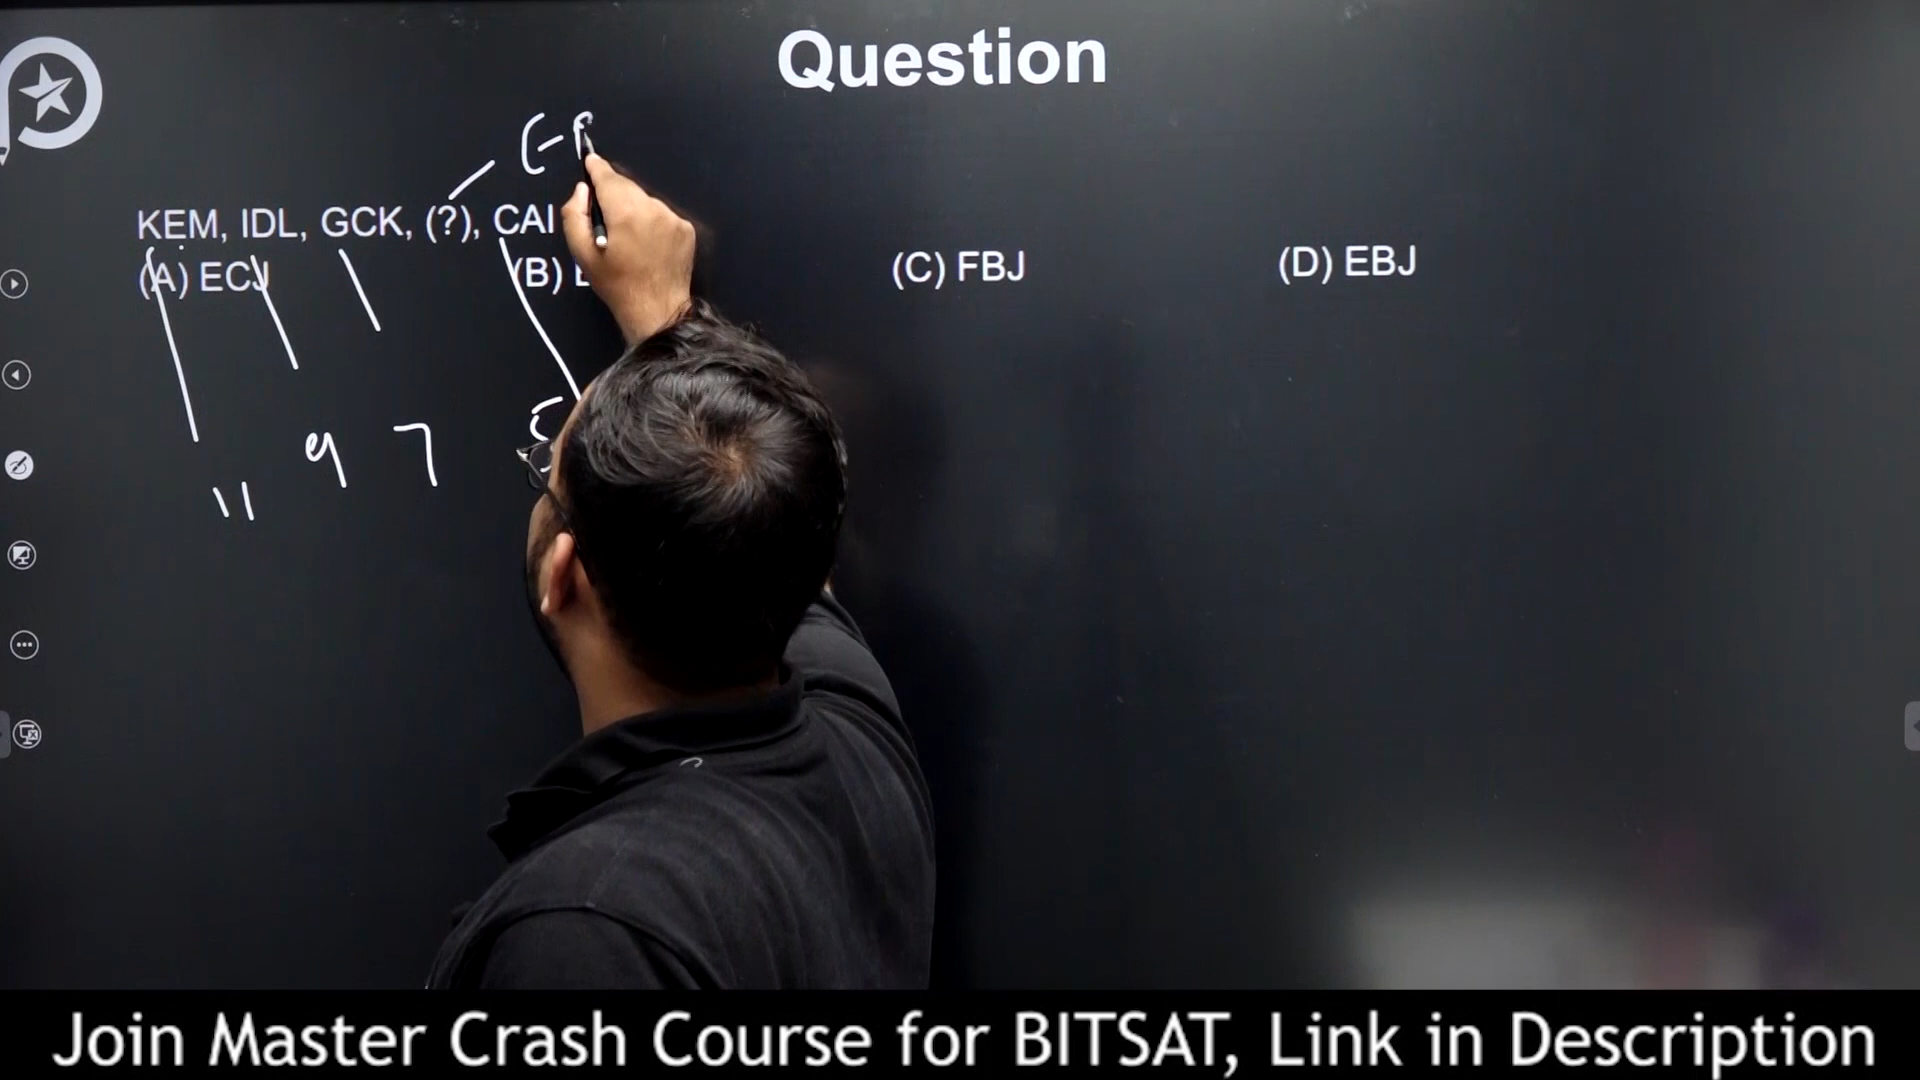 Question
KEM, IDL, GCK, (?), CAI
(A) ECJ (B) (C) FBJ (D) EBJ
11 9 7 5
Join Master Crash Course for BITSAT, Link in Description